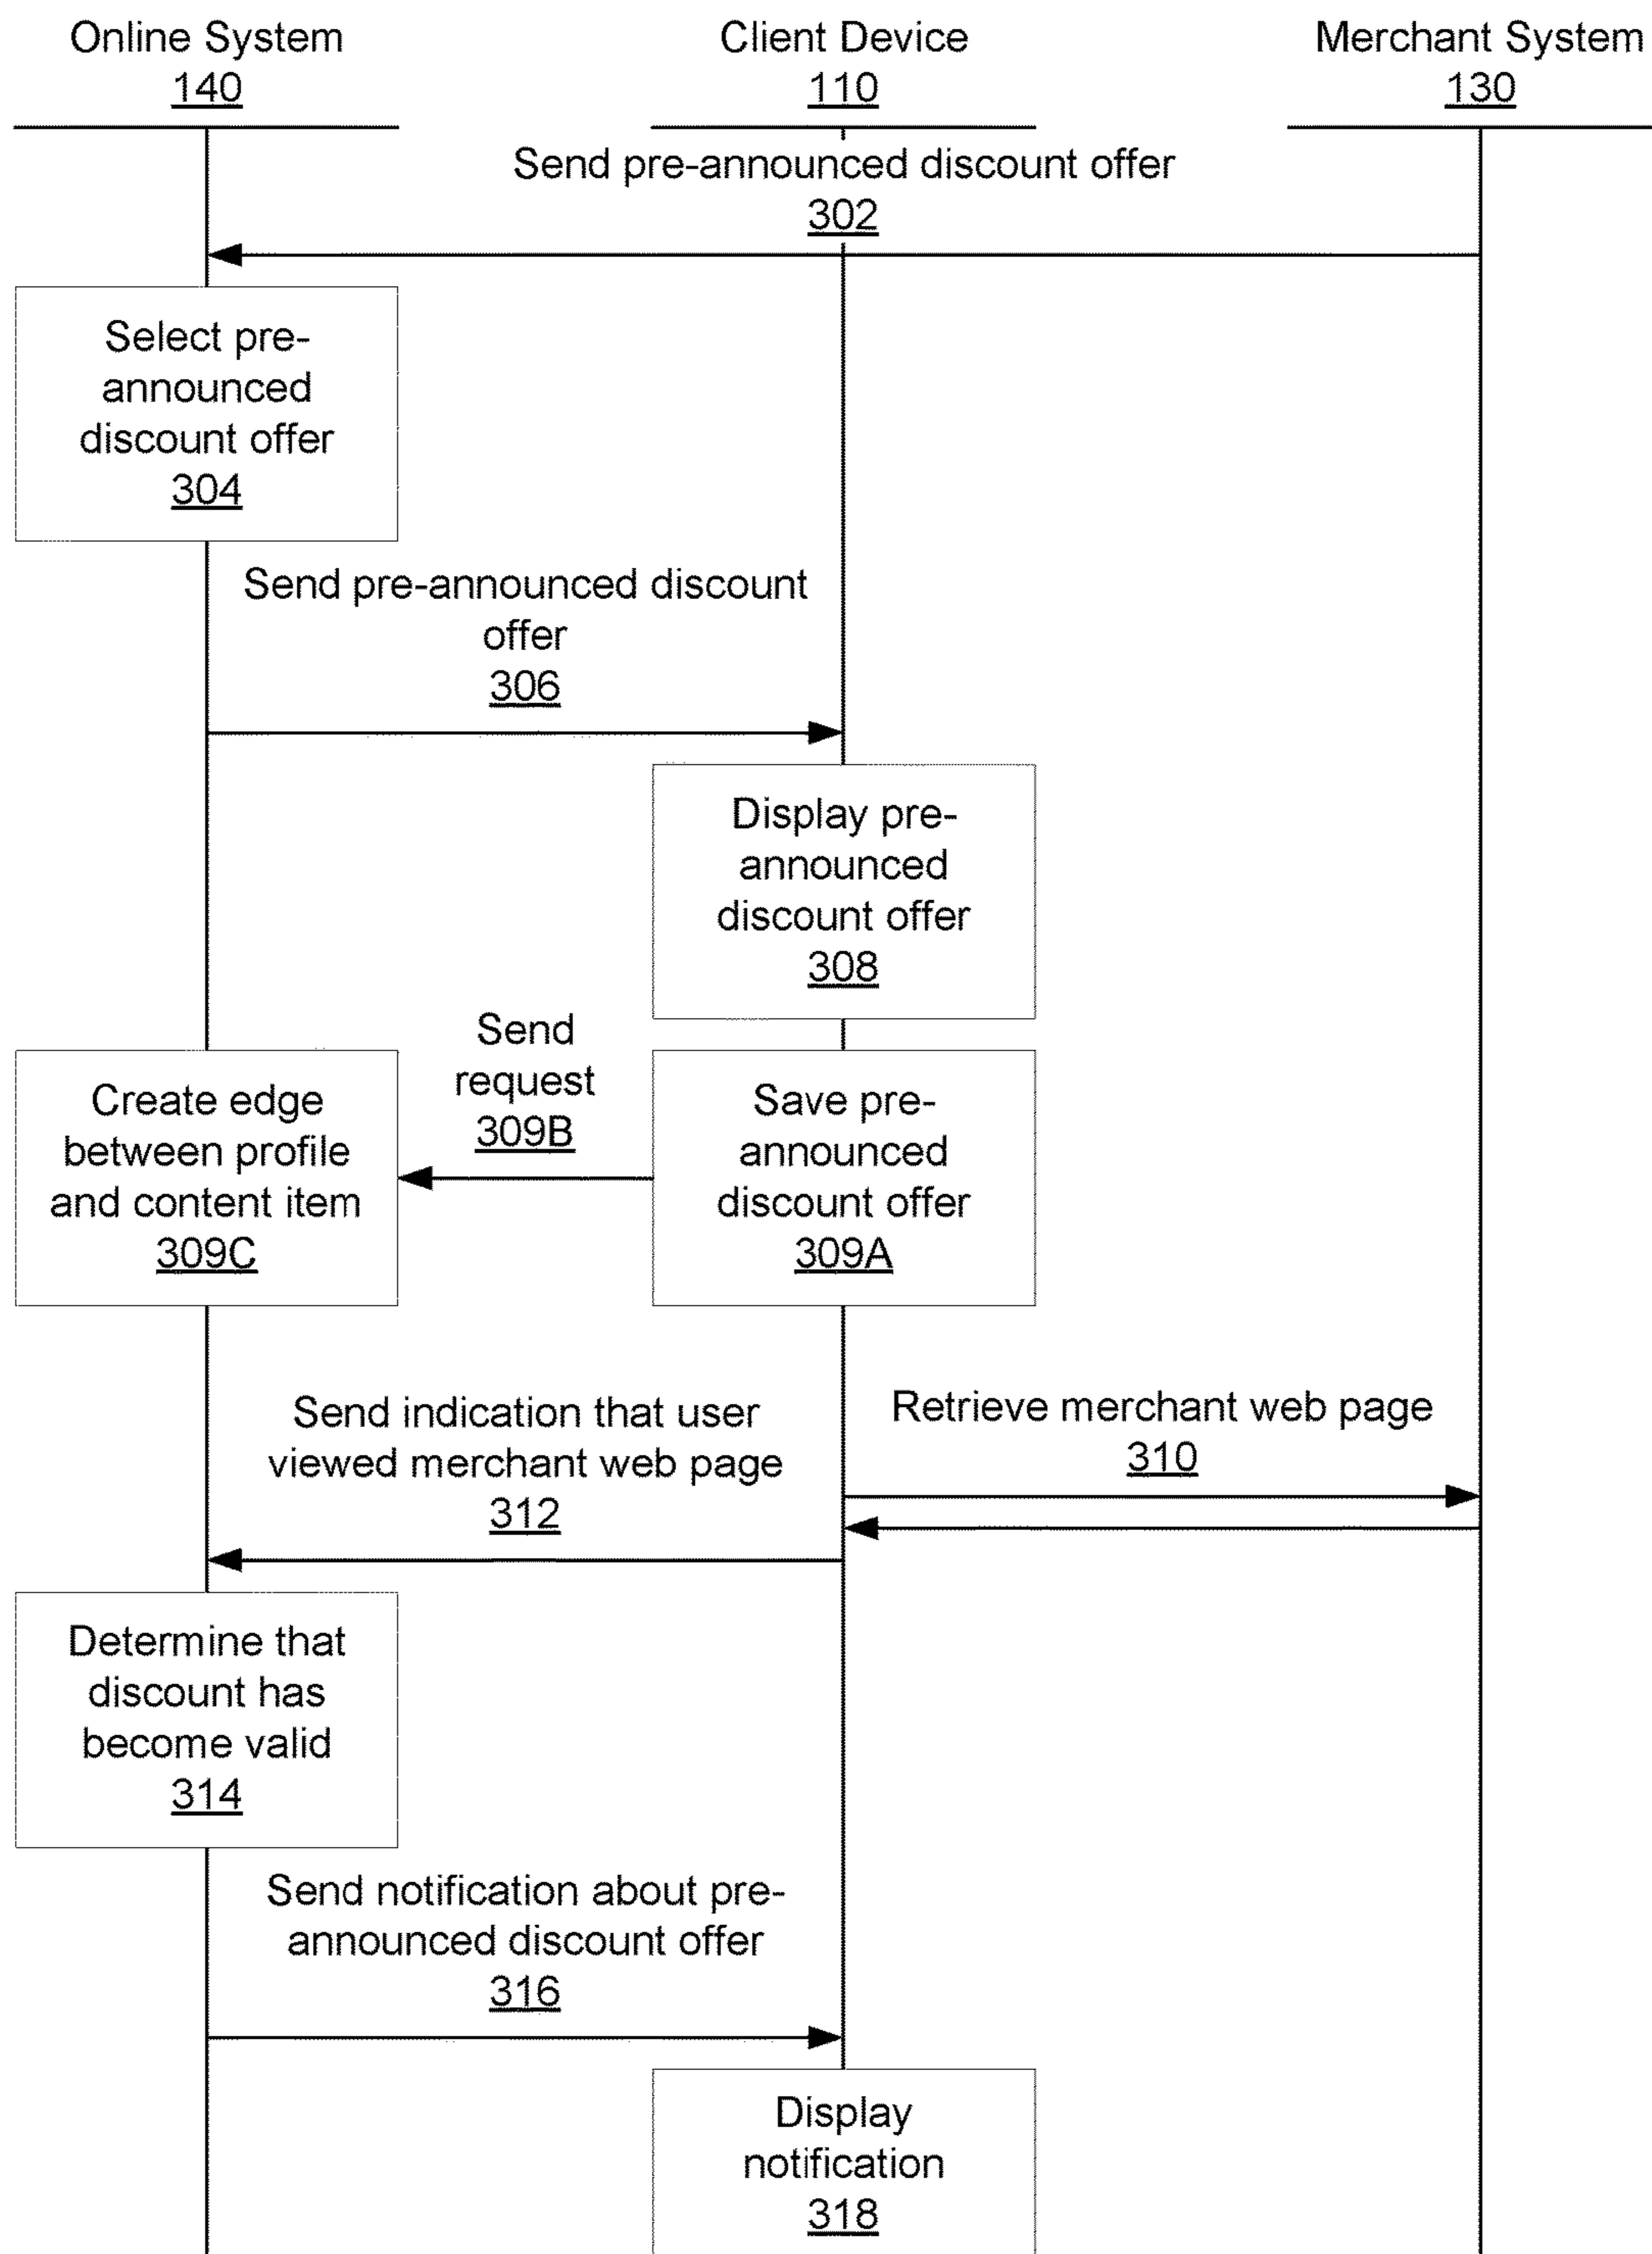 Online System
140
Client Device
110
Merchant System
130
Send pre-announced discount offer
302
Select pre-
announced
discount offer
304
Send pre-announced discount
offer
306
Display pre-
announced
discount offer
308
Send
request
309B
Create edge
between profile
and content item
309C
Save pre-
announced
discount offer
309A
Retrieve merchant web page
310
Send indication that user
viewed merchant web page
312
Determine that
discount has
become valid
314
Send notification about pre-
announced discount offer
316
Display
notification
318